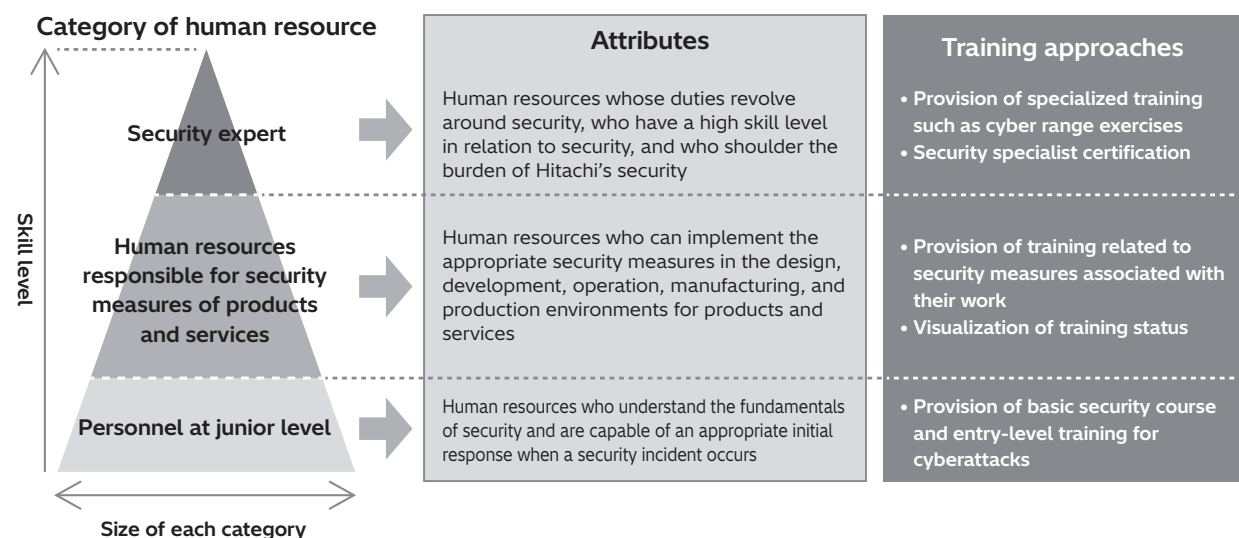 Category of human resource
Skill level
Security expert
Human resources
responsible for security
measures of products
and services
Personnel at junior level
Size of each category
Attributes
Human resources whose duties revolve
around security, who have a high skill level
in relation to security, and who shoulder the
burden of Hitachi's security
Human resources who can implement the
appropriate security measures in the design,
development, operation, manufacturing, and
production environments for products and
services
Human resources who understand the fundamentals
of security and are capable of an appropriate initial
response when a security incident occurs
Training approaches
• Provision of specialized training
such as cyber range exercises
• Security specialist certification
• Provision of training related to
security measures associated with
their work
• Visualization of training status
• Provision of basic security course
and entry-level training for
cyberattacks